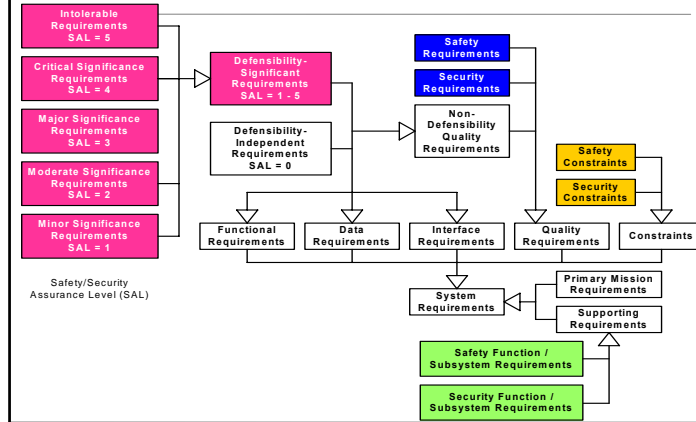 Intolerable
Requirements
SAL = 5
Critical Significance
Requirements
SAL = 4
Major Significance
Requirements
SAL = 3
Moderate Significance
Requirements
SAL = 2
Minor Significance
Requirements
SAL = 1
Safety/Security
Assurance Level (SAL)
Defensibility-
Significant
Requirements
SAL = 1 - 5
Defensibility-
Independent
Requirements
SAL = 0
Safety
Requirements
Security
Requirements
Non-
Defensibility
Quality
Requirements
Safety
Constraints
Security
Constraints
Functional
Requirements
Data
Requirements
Interface
Requirements
Quality
Requirements
Constraints
System
Requirements
Primary Mission
Requirements
Supporting
Requirements
Safety Function /
Subsystem Requirements
Security Function /
Subsystem Requirements